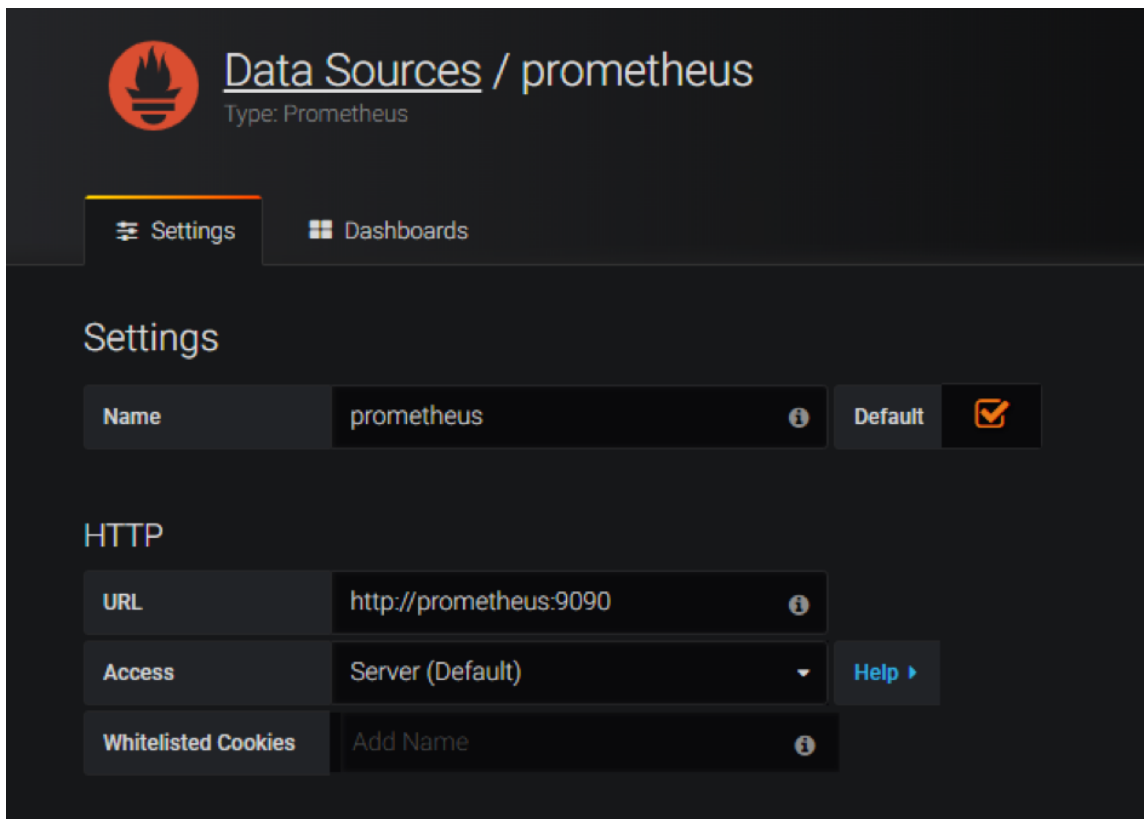 Data Sources / prometheus
Type: Prometheus
Settings Dashboards
Settings
Name prometheus Default
HTTP
URL http://prometheus:9090
Access Server (Default) Help
Whitelisted Cookies Add Name